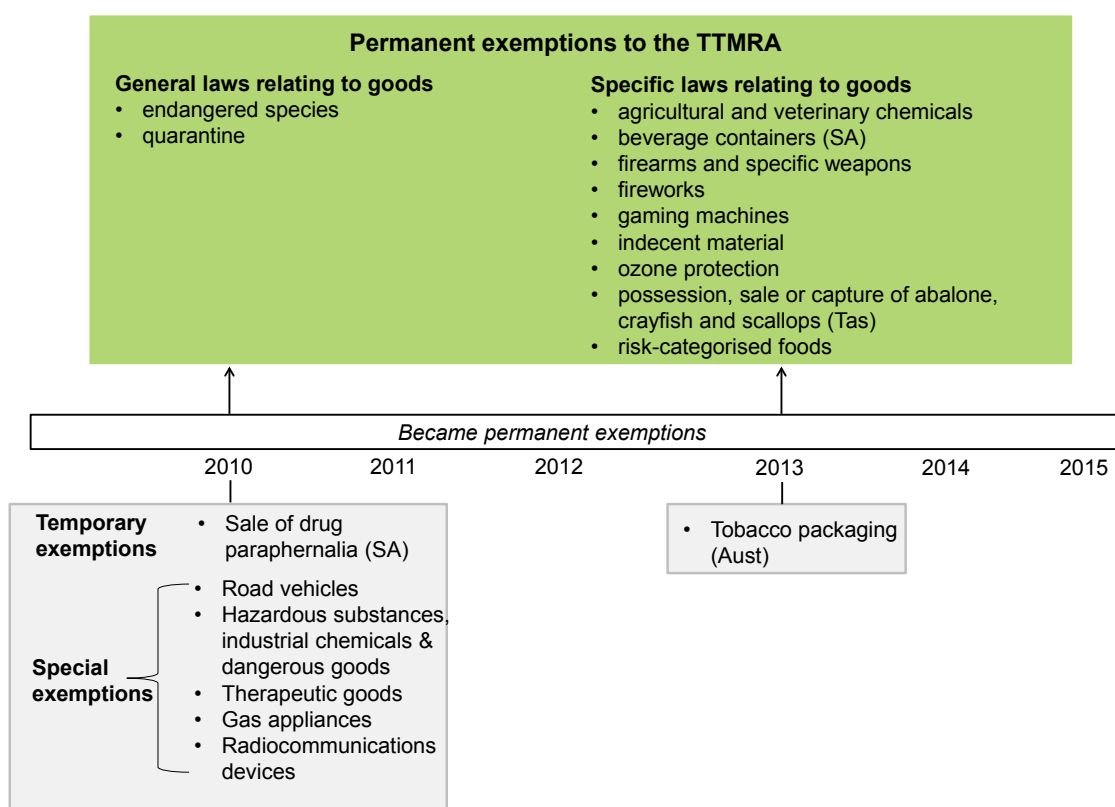 Permanent exemptions to the TTMRA
General laws relating to goods
• endangered species
• quarantine
Specific laws relating to goods
• agricultural and veterinary chemicals
• beverage containers (SA)
• firearms and specific weapons
• fireworks
• gaming machines
• indecent material
• ozone protection
• possession, sale or capture of abalone,
crayfish and scallops (Tas)
• risk-categorised foods
Became permanent exemptions
2010 2011 2012 2013 2014 2015
Temporary
exemptions
• Sale of drug
paraphernalia (SA)
Special
exemptions
• Road vehicles
• Hazardous substances,
industrial chemicals &
dangerous goods
• Therapeutic goods
• Gas appliances
• Radiocommunications
devices
• Tobacco packaging
(Aust)